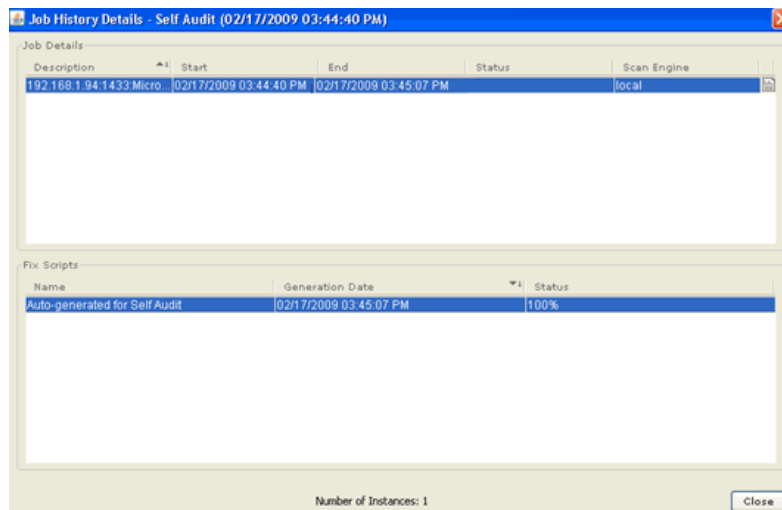 Job History Details - Self Audit (02/17/2009 03:44:40 PM)
Job Details
Description Start End Status Scan Engine
192.168.1.94:1433:Micro... 02/17/2009 03:44:40 PM 02/17/2009 03:45:07 PM local
Fix Scripts
Name Generation Date Status
Auto-generated for Self Audit 02/17/2009 03:45:07 PM 100%
Number of Instances: 1
Close